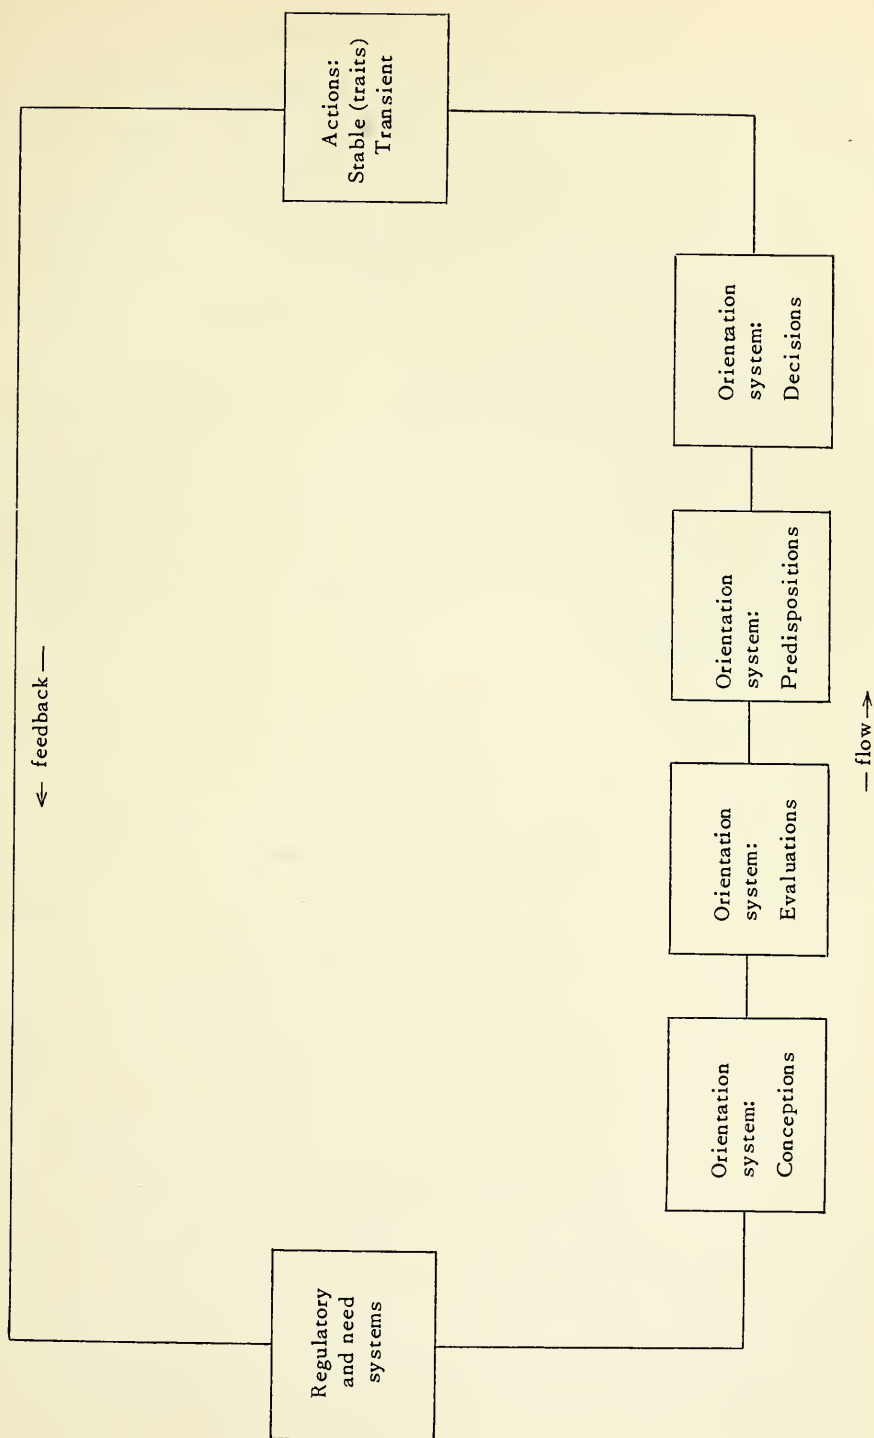 ← feedback —
Regulatory
and need
systems
Actions:
Stable (traits)
Transient
Orientation
system:
Conceptions
Orientation
system:
Evaluations
Orientation
system:
Predispositions
Orientation
system:
Decisions
— flow →